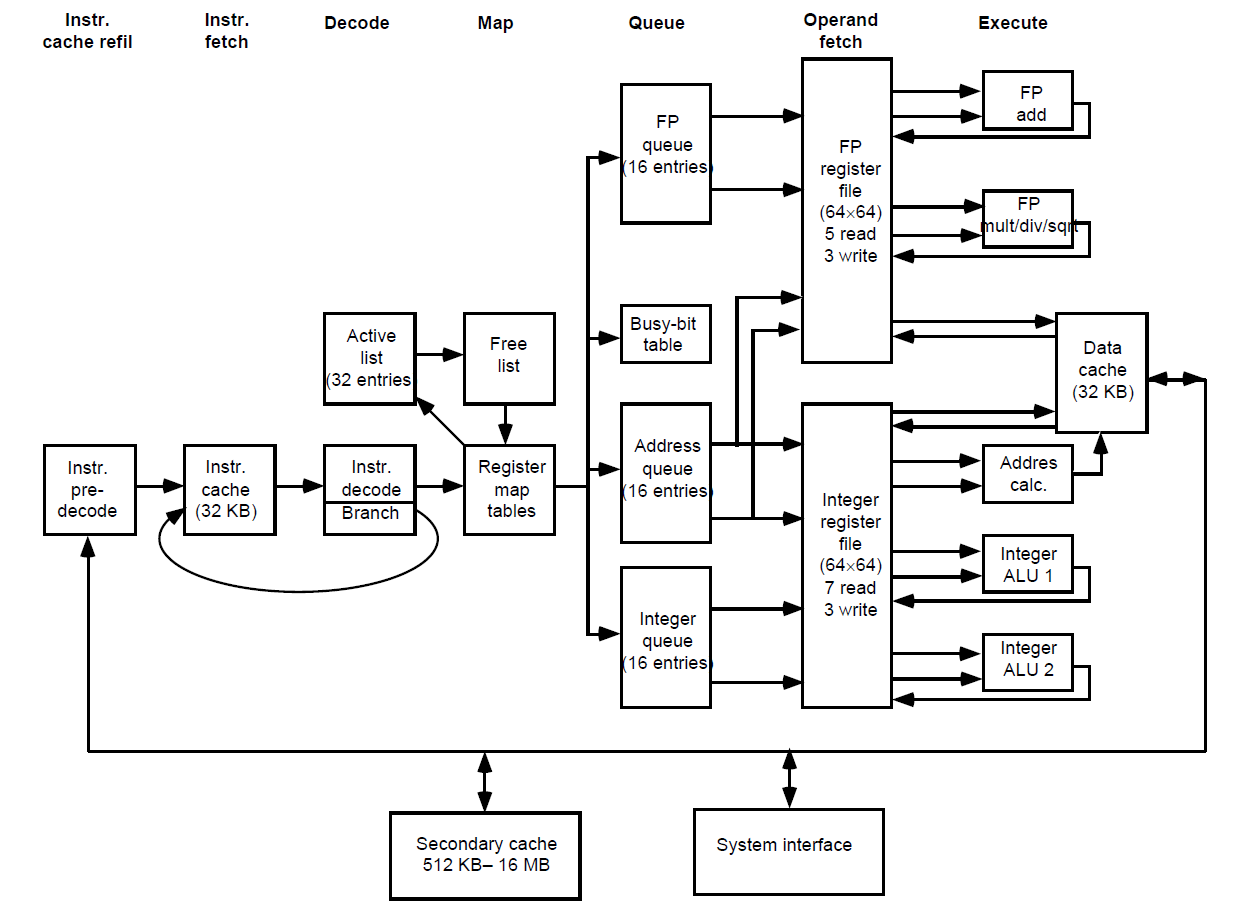 Instr.
cache refil
Instr.
fetch
Decode
Map
Queue
Operand
fetch
Execute
FP
queue
(16 entries)
FP
register
file
(64×64)
5 read
3 write
FP
add
FP
mult/div/sqrt
Active
list
(32 entries
Free
list
Busy-bit
table
Data
cache
(32 KB)
Instr.
pre-
decode
Instr.
cache
(32 KB)
Instr.
decode
Branch
Register
map
tables
Address
queue
(16 entries)
Integer
register
file
(64×64)
7 read
3 write
Addres
calc.
Integer
ALU 1
Integer
queue
(16 entries)
Integer
ALU 2
Secondary cache
512 KB– 16 MB
System interface